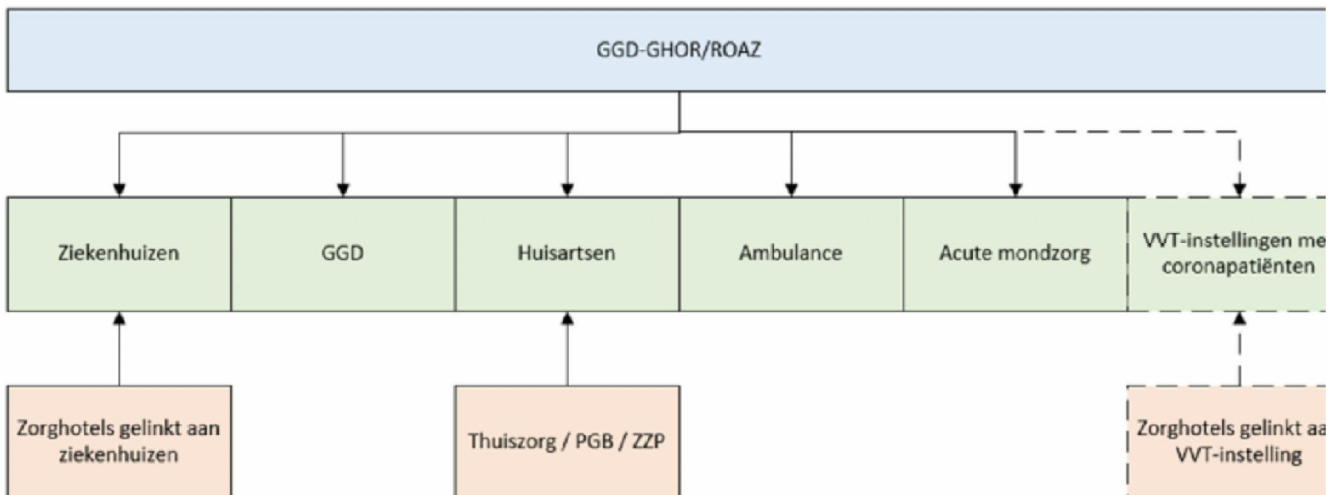 GGD-GHOR/ROAZ
Ziekenhuizen
GGD
Huisartsen
Ambulance
Acute mondzorg
VVT-instellingen me
coronapatiënten
Zorghotels gelinkt aan
ziekenhuizen
Thuiszorg / PGB / ZZP
Zorghotels gelinkt aa
VVT-instelling